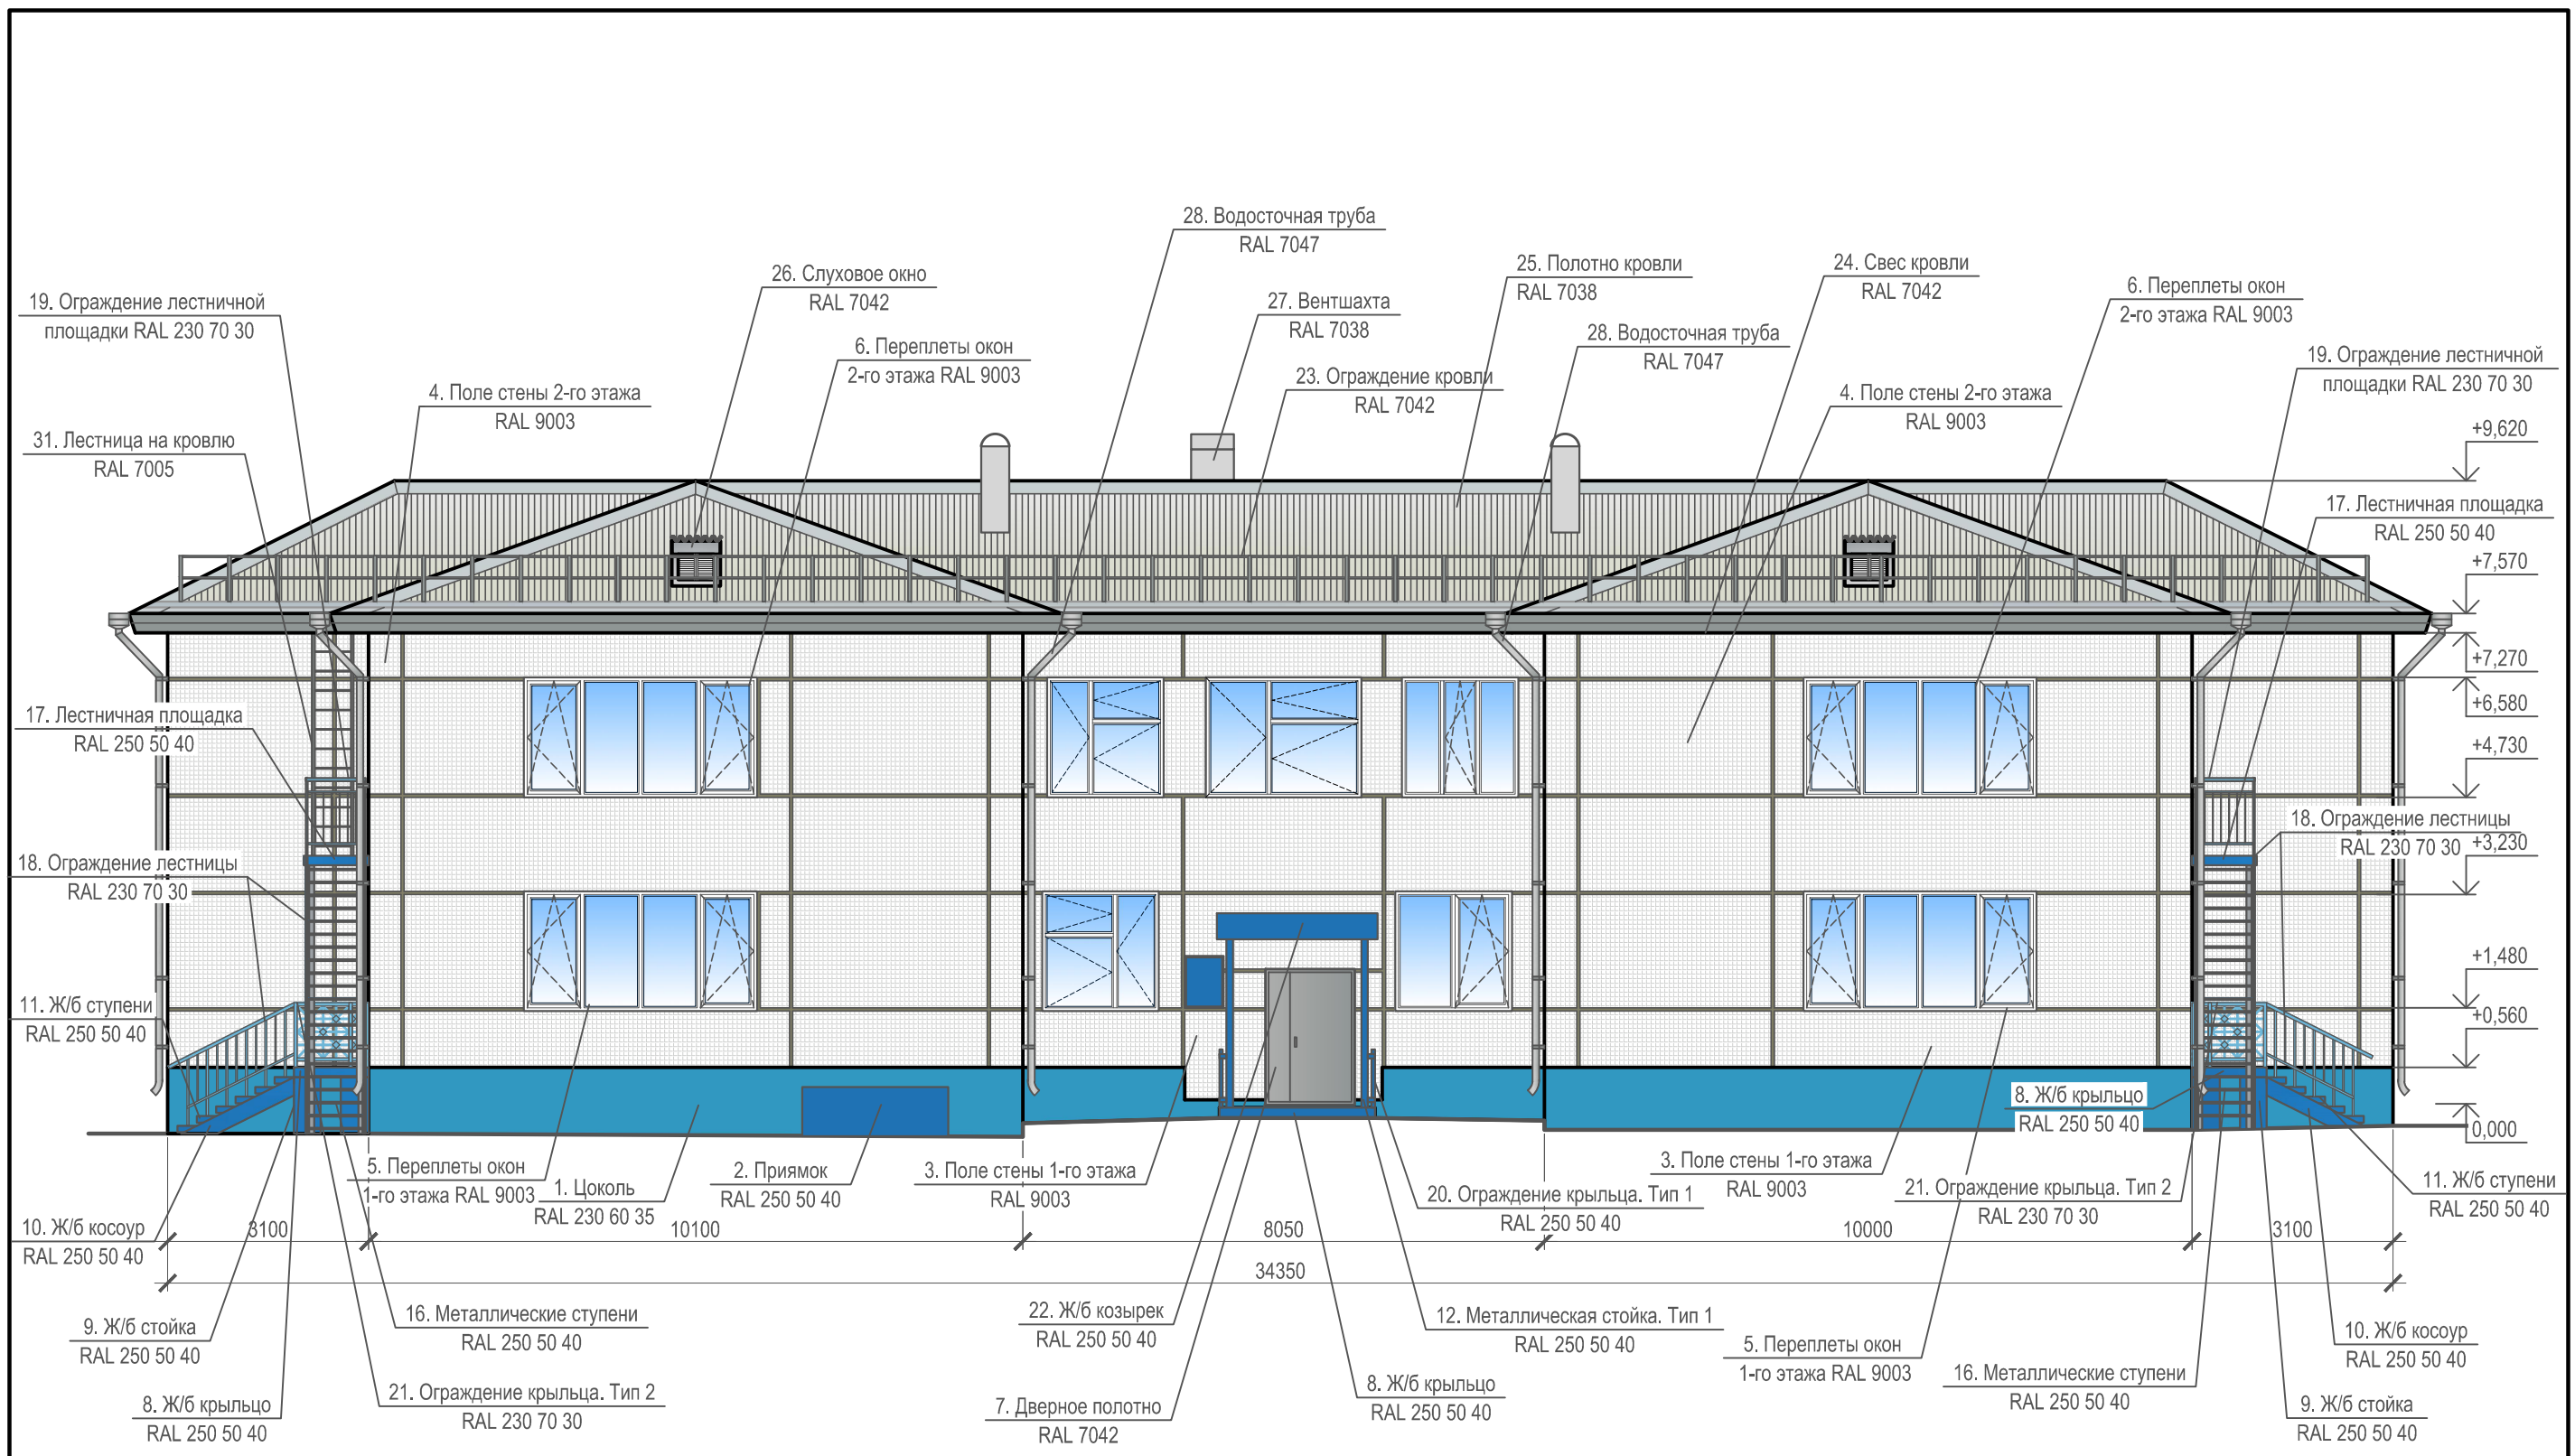 28. Водосточная труба
RAL 7047
26. Слуховое окно
RAL 7042
25. Полотно кровли
RAL 7038
24. Свес кровли
RAL 7042
6. Переплеты окон
2-го этажа RAL 9003
19. Ограждение лестничной
площадки RAL 230 70 30
27. Вентшахта
RAL 7038
28. Водосточная труба
RAL 7047
6. Переплеты окон
2-го этажа RAL 9003
19. Ограждение лестничной
площадки RAL 230 70 30
23. Ограждение кровли
RAL 7042
4. Поле стены 2-го этажа
RAL 9003
4. Поле стены 2-го этажа
RAL 9003
31. Лестница на кровлю
RAL 7005
+9,620
17. Лестничная площадка
RAL 250 50 40
+7,570
+7,270
+6,580
17. Лестничная площадка
RAL 250 50 40
+4,730
18. Ограждение лестницы
RAL 230 70 30
+3,230
18. Ограждение лестницы
RAL 230 70 30
+1,480
11. Ж/б ступени
RAL 250 50 40
+0,560
8. Ж/б крыльцо
RAL 250 50 40
0,000
5. Переплеты окон
1-го этажа RAL 9003
1. Цоколь
RAL 230 60 35
2. Приямок
RAL 250 50 40
3. Поле стены 1-го этажа
RAL 9003
20. Ограждение крыльца. Тип 1
RAL 250 50 40
3. Поле стены 1-го этажа
RAL 9003
21. Ограждение крыльца. Тип 2
RAL 230 70 30
11. Ж/б ступени
RAL 250 50 40
10. Ж/б косоур
RAL 250 50 40
3100
10100
8050
10000
3100
34350
9. Ж/б стойка
RAL 250 50 40
16. Металлические ступени
RAL 250 50 40
22. Ж/б козырек
RAL 250 50 40
12. Металлическая стойка. Тип 1
RAL 250 50 40
5. Переплеты окон
1-го этажа RAL 9003
10. Ж/б косоур
RAL 250 50 40
8. Ж/б крыльцо
RAL 250 50 40
21. Ограждение крыльца. Тип 2
RAL 230 70 30
7. Дверное полотно
RAL 7042
8. Ж/б крыльцо
RAL 250 50 40
16. Металлические ступени
RAL 250 50 40
9. Ж/б стойка
RAL 250 50 40